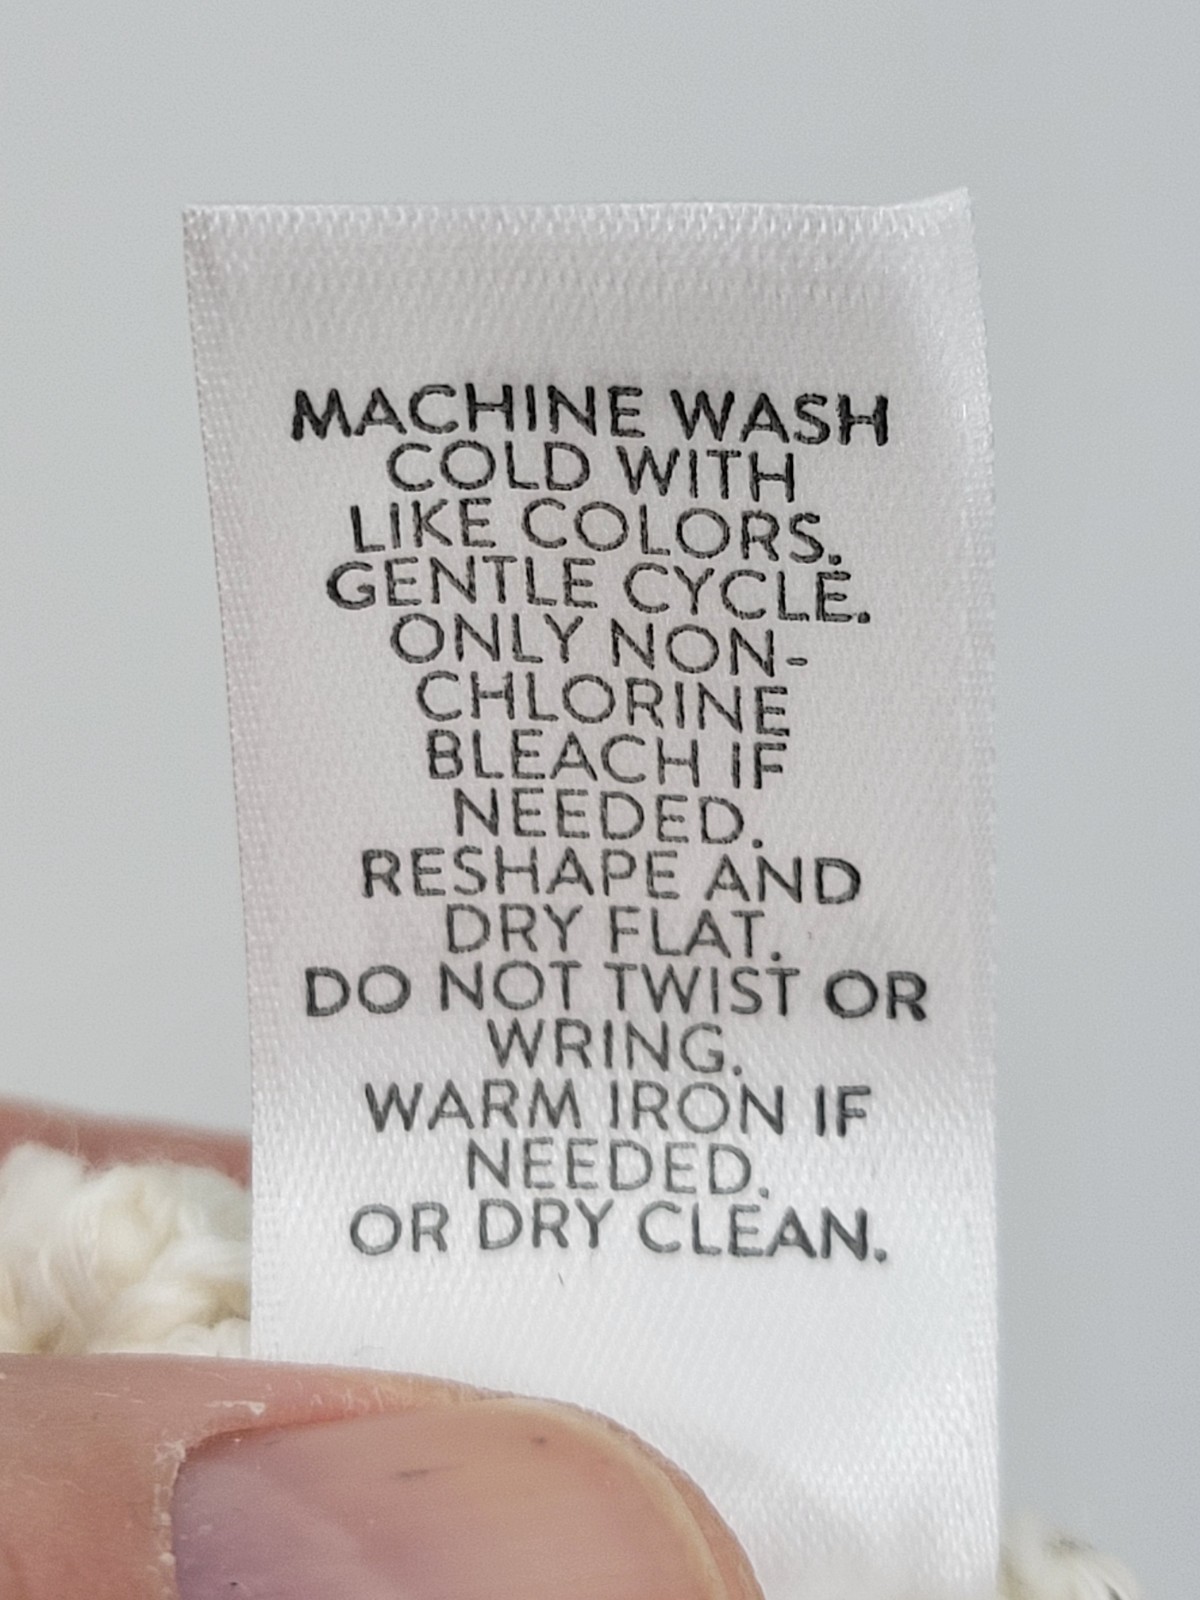 MACHINE WASH
COLD WITH
LIKE COLORS.
GENTLE CYCLE.
ONLY NON-
CHLORINE
BLEACH IF
NEEDED.
RESHAPE AND
DRY FLAT.
DO NOT TWIST OR
WRING.
WARM IRON IF
NEEDED.
OR DRY CLEAN.